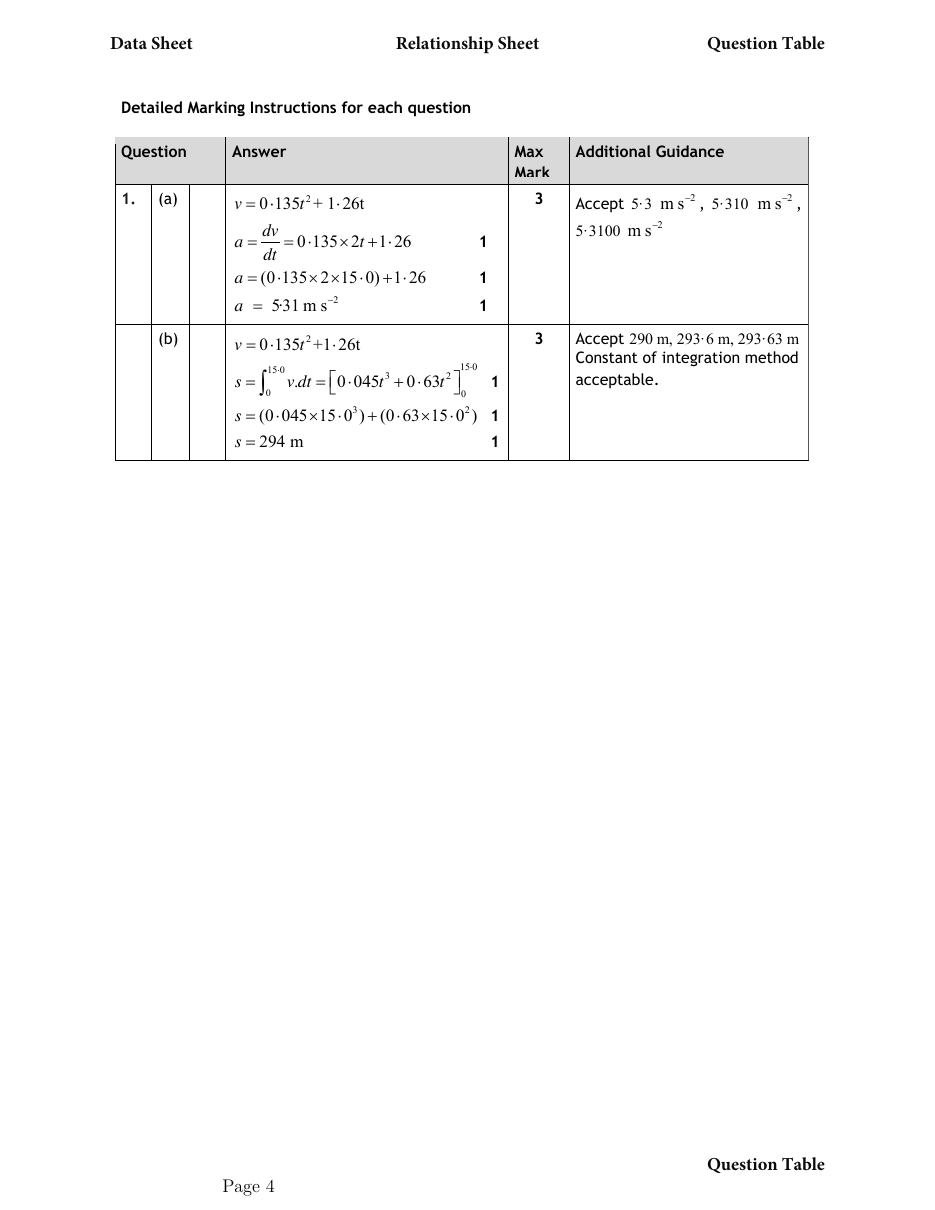 Data Sheet Relationship Sheet Question Table
Detailed Marking Instructions for each question
Question Answer Max Mark Additional Guidance
1. (a) v = 0·135t² + 1·26t 3 Accept 5·3 m s⁻², 5·310 m s⁻²,
5·3100 m s⁻²
a = dv/dt = 0·135×2t+1·26 1
a = (0·135×2×15·0)+1·26 1
a = 5·31 m s⁻² 1
(b) v = 0·135t²+1·26t 3 Accept 290 m, 293·6 m, 293·63 m
Constant of integration method
acceptable.
s = ∫₀¹⁵·⁰ v.dt = [0·045t³ + 0·63t²]₀¹⁵·⁰ 1
s = (0·045×15·0³)+(0·63×15·0²) 1
s = 294 m 1
Question Table
Page 4